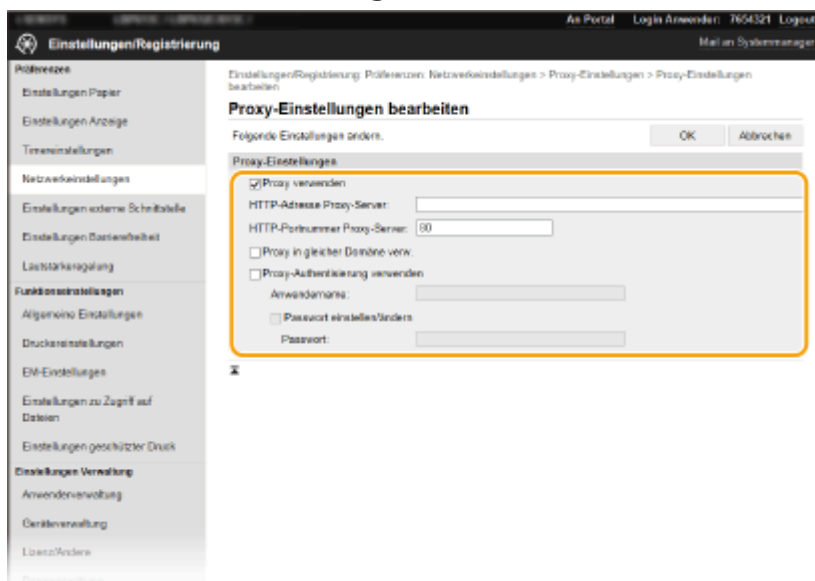 An Portal Login Anwender: 7654321 Logout
Einstellungen/Registrierung
Mail an Systemmanager
Präferenzen
Einstellungen Papier
Einstellungen Anzeige
Timereinstellungen
Netzwerkeinstellungen
Einstellungen externe Schnittstelle
Einstellungen Barrierefreiheit
Lautstärkeregelung
Funktionseinstellungen
Allgemeine Einstellungen
Druckereinstellungen
EM-Einstellungen
Einstellungen zu Zugriff auf
Dateien
Einstellungen geschützter Druck
Einstellungen Verwaltung
Anwenderverwaltung
Geräteverwaltung
Lizenz/Andere
Einstellungen/Registrierung: Präferenzen: Netzwerkeinstellungen > Proxy-Einstellungen > Proxy-Einstellungen
bearbeiten
Proxy-Einstellungen bearbeiten
Folgende Einstellungen ändern.
OK
Abbrechen
Proxy-Einstellungen
Proxy verwenden
HTTP-Adresse Proxy-Server:
HTTP-Portnummer Proxy-Server: 80
Proxy in gleicher Domäne verw.
Proxy-Authentisierung verwenden
Anwendername:
Passwort einstellen/ändern
Passwort: